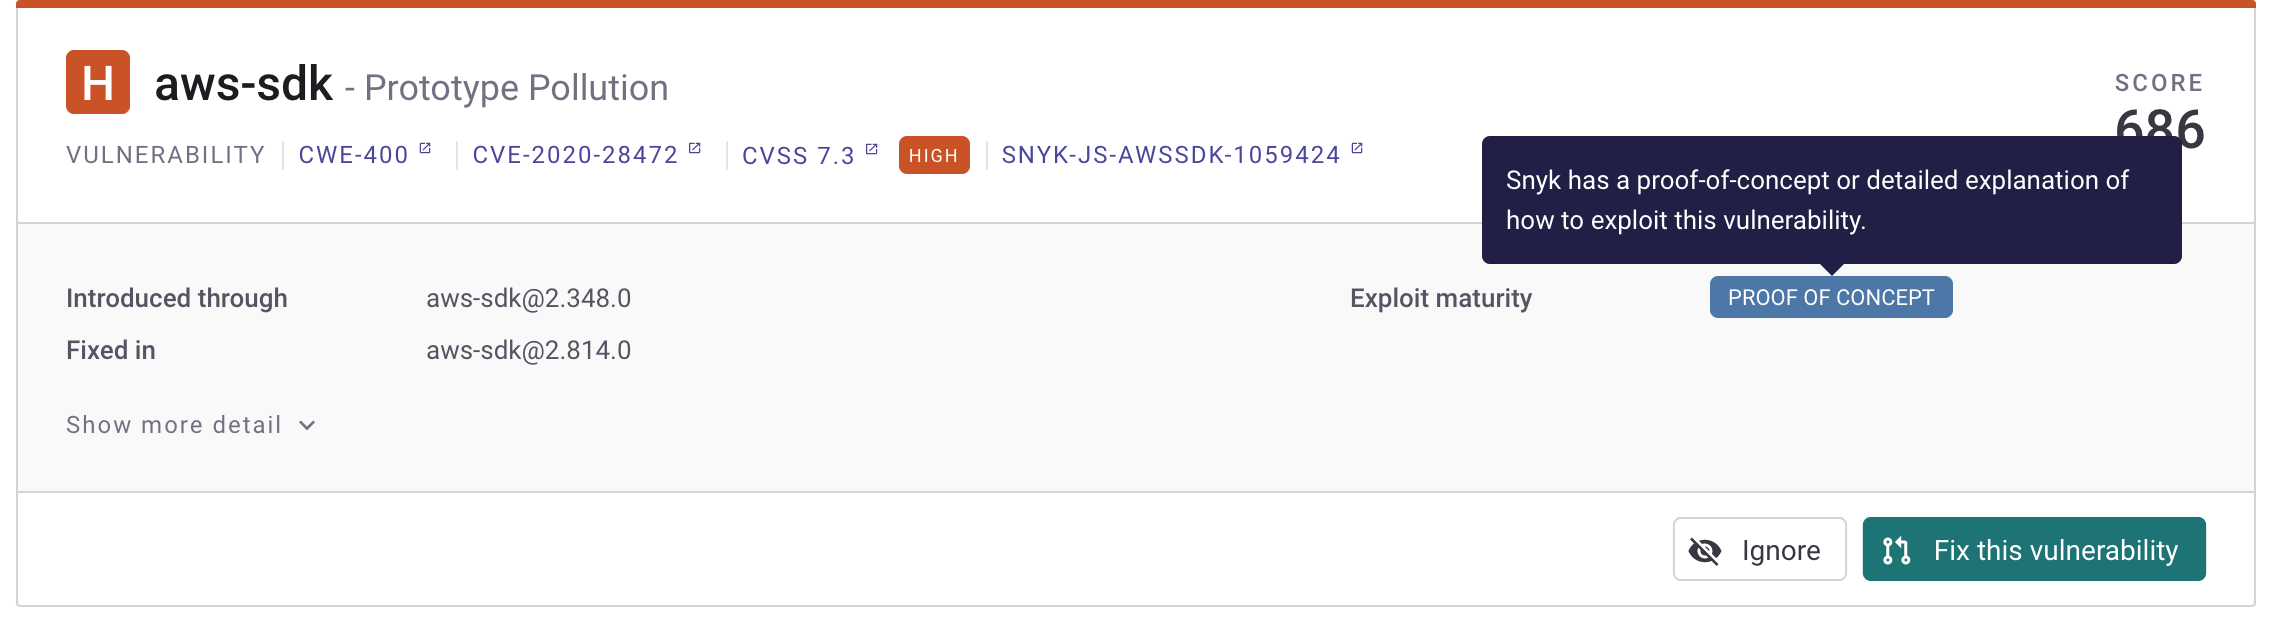 H aws-sdk - Prototype Pollution
SCORE
686
VULNERABILITY CWE-400 CVE-2020-28472 CVSS 7.3 HIGH SNYK-JS-AWSSDK-1059424
Snyk has a proof-of-concept or detailed explanation of
how to exploit this vulnerability.
Introduced through aws-sdk@2.348.0
Exploit maturity PROOF OF CONCEPT
Fixed in aws-sdk@2.814.0
Show more detail
Ignore
Fix this vulnerability